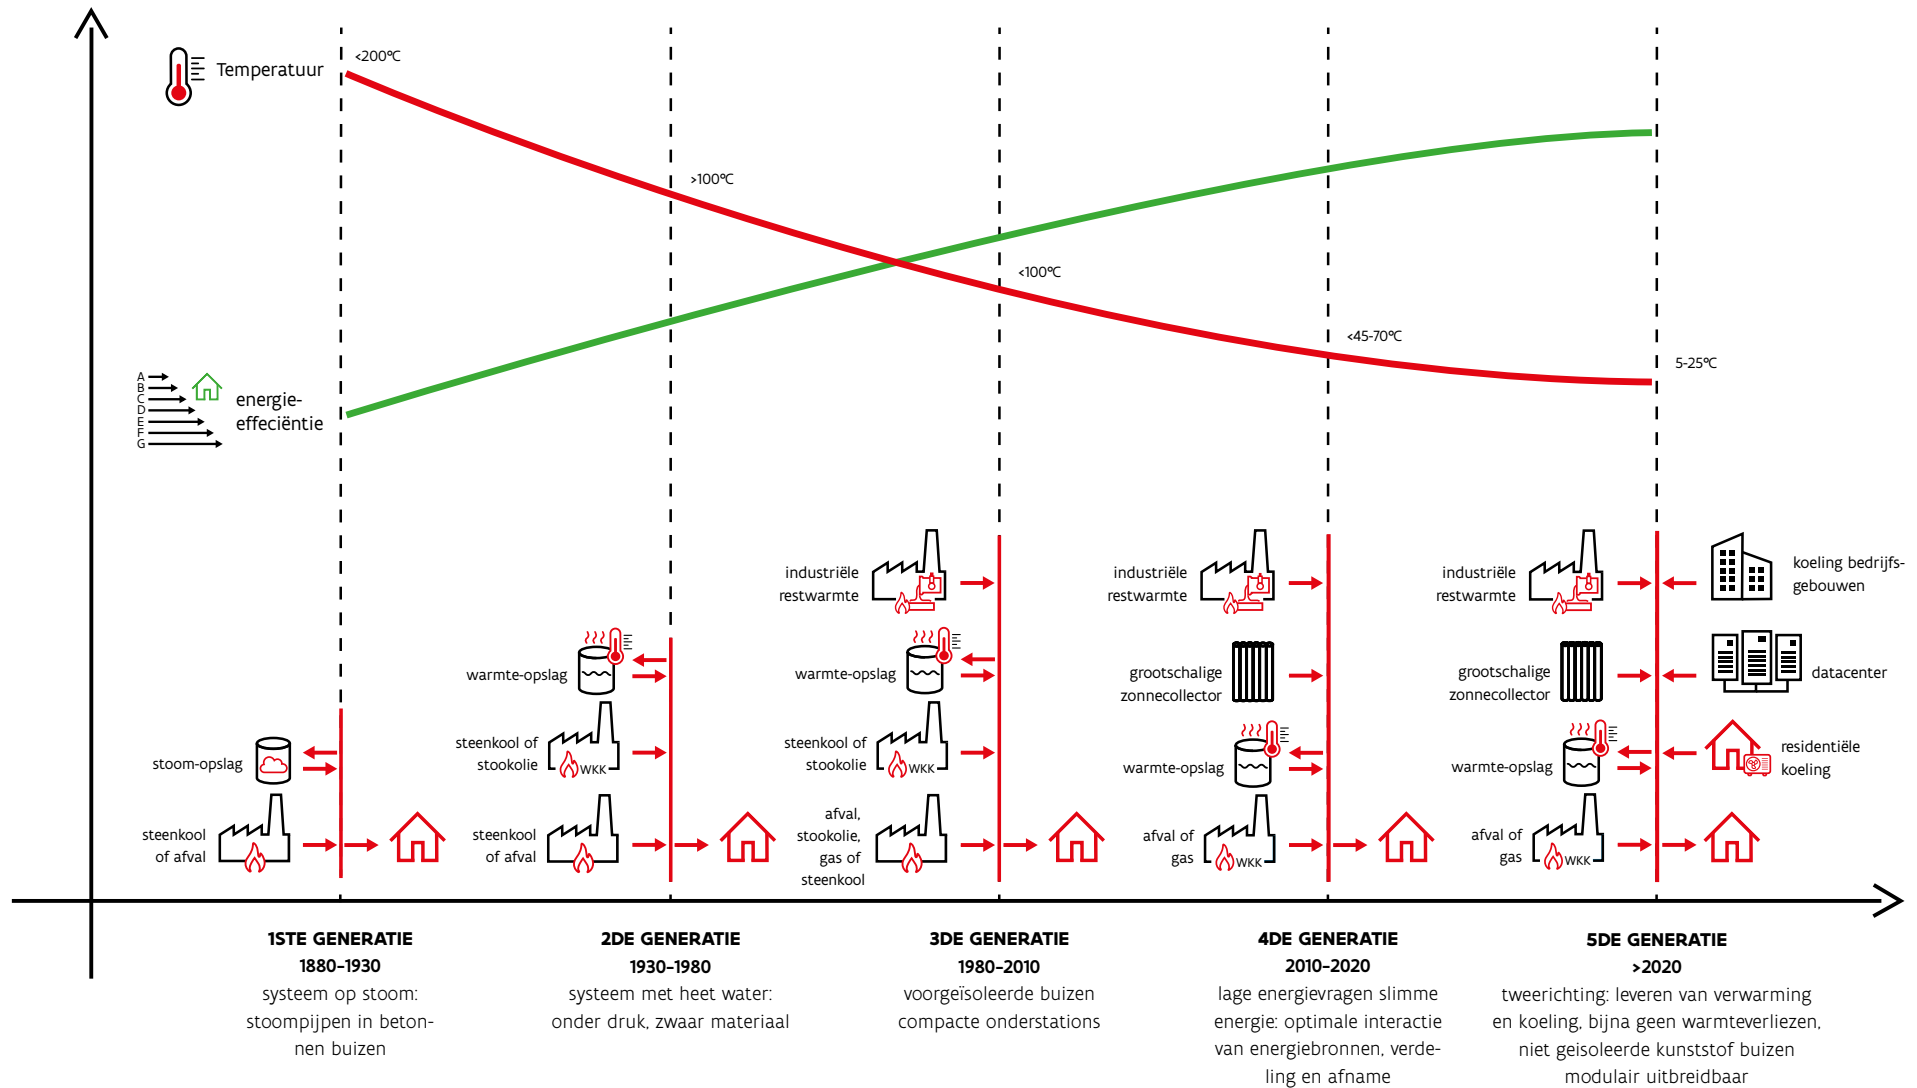 Temperatuur
<200ºC
>100ºC
<100ºC
<45-70ºC
5-25ºC
A
B
C
D
E
F
G
energie-
effeciëntie
stoom-opslag
steenkool
of afval
warmte-opslag
steenkool of
stookolie
WKK
steenkool
of afval
industriële
restwarmte
warmte-opslag
steenkool of
stookolie
WKK
afval,
stookolie,
gas of
steenkool
industriële
restwarmte
grootschalige
zonnecollector
warmte-opslag
afval of
gas
WKK
industriële
restwarmte
grootschalige
zonnecollector
warmte-opslag
afval of
gas
WKK
koeling bedrijfs-
gebouwen
datacenter
residentiële
koeling
1STE GENERATIE
1880-1930
systeem op stoom:
stoompijpen in beton-
nen buizen
2DE GENERATIE
1930-1980
systeem met heet water:
onder druk, zwaar materiaal
3DE GENERATIE
1980-2010
voorgeïsoleerde buizen
compacte onderstations
4DE GENERATIE
2010-2020
lage energievragen slimme
energie: optimale interactie
van energiebronnen, verde-
ling en afname
5DE GENERATIE
>2020
tweerichting: leveren van verwarming
en koeling, bijna geen warmteverliezen,
niet geisoleerde kunststof buizen
modulair uitbreidbaar